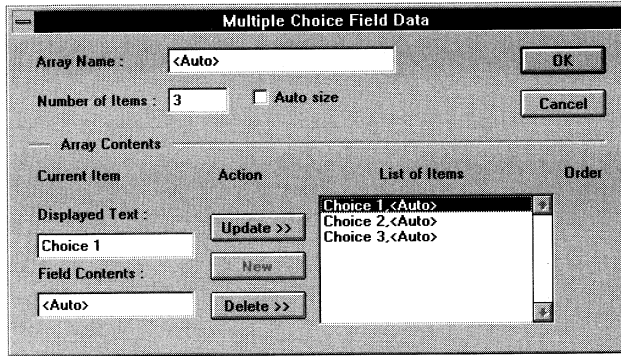 Multiple Choice Field Data
Array Name : <Auto> OK
Number of Items : 3 Auto size Cancel
Array Contents
Current Item Action List of Items Order
Displayed Text :
Choice 1
Update >>
Field Contents :
New
<Auto>
Delete >>
Choice 1,<Auto>
Choice 2,<Auto>
Choice 3,<Auto>